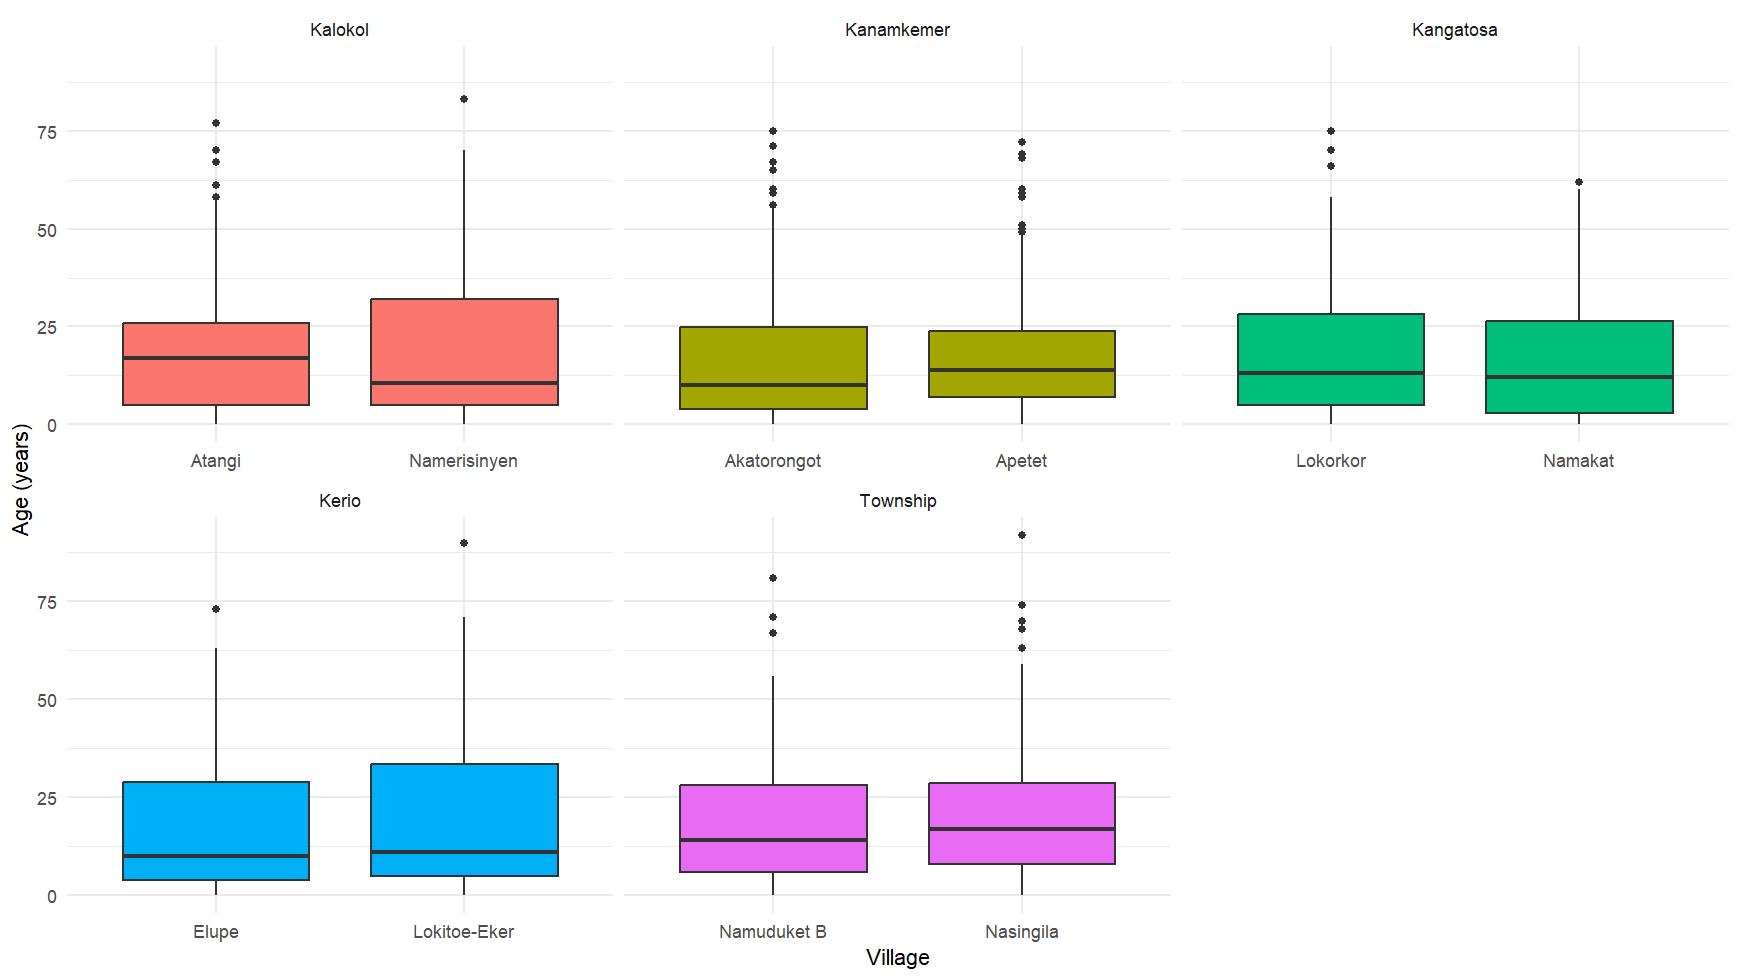 Kalokol Kanamkemer Kangatosa
75
50
25
0
Atangi Namerisinyen Akatorongot Apetet Lokorkor Namakat
Age (years)
Kerio Township
75
50
25
0
Elupe Lokitoe-Eker Namuduket B Nasingila
Village